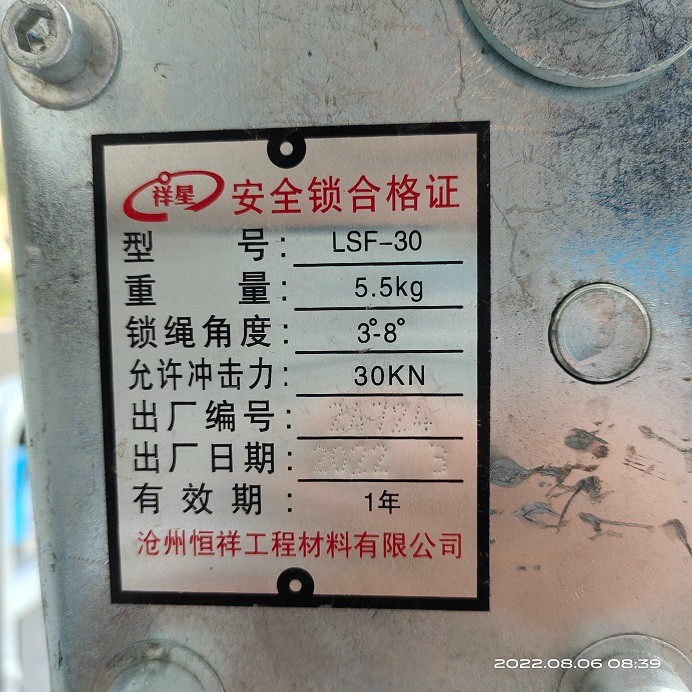 祥星 安全锁合格证
型 号: LSF-30
重 量: 5.5kg
锁绳角度: 3°-8°
允许冲击力: 30KN
出厂编号:
出厂日期: 2022 3
有效期: 1年
沧州恒祥工程材料有限公司
2022.08.06 08:39